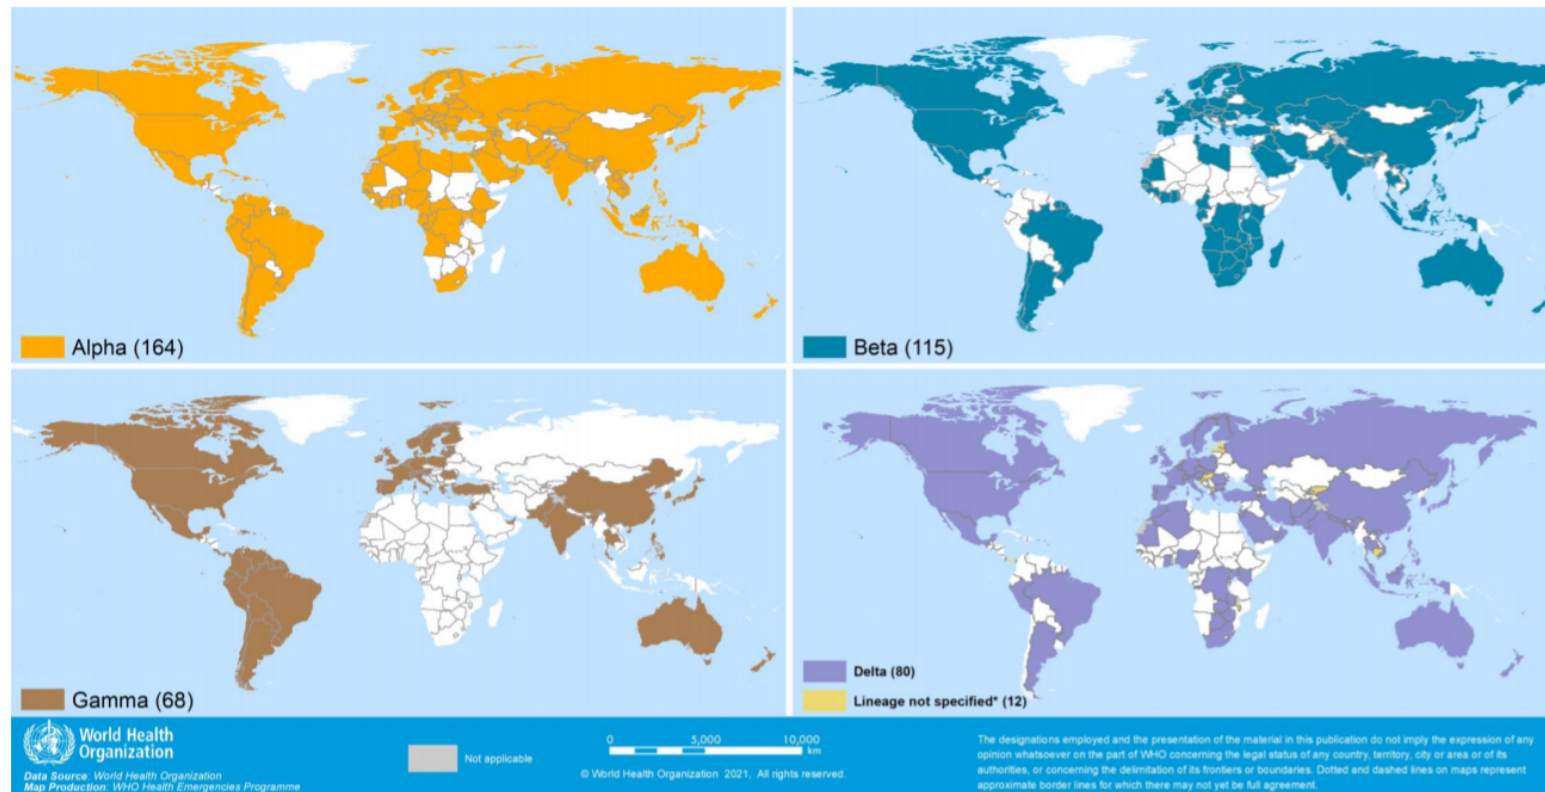 Alpha (164)
Beta (115)
Gamma (68)
Delta (80)
Lineage not specified* (12)
World Health
Organization
Data Source: World Health Organization
Map Production: WHO Health Emergencies Programme
Not applicable
0 5,000 10,000
km
© World Health Organization 2021, All rights reserved.
The designations employed and the presentation of the material in this publication do not imply the expression of any
opinion whatsoever on the part of WHO concerning the legal status of any country, territory, city or area or of its
authorities, or concerning the delimitation of its frontiers or boundaries. Dotted and dashed lines on maps represent
approximate border lines for which there may not yet be full agreement.